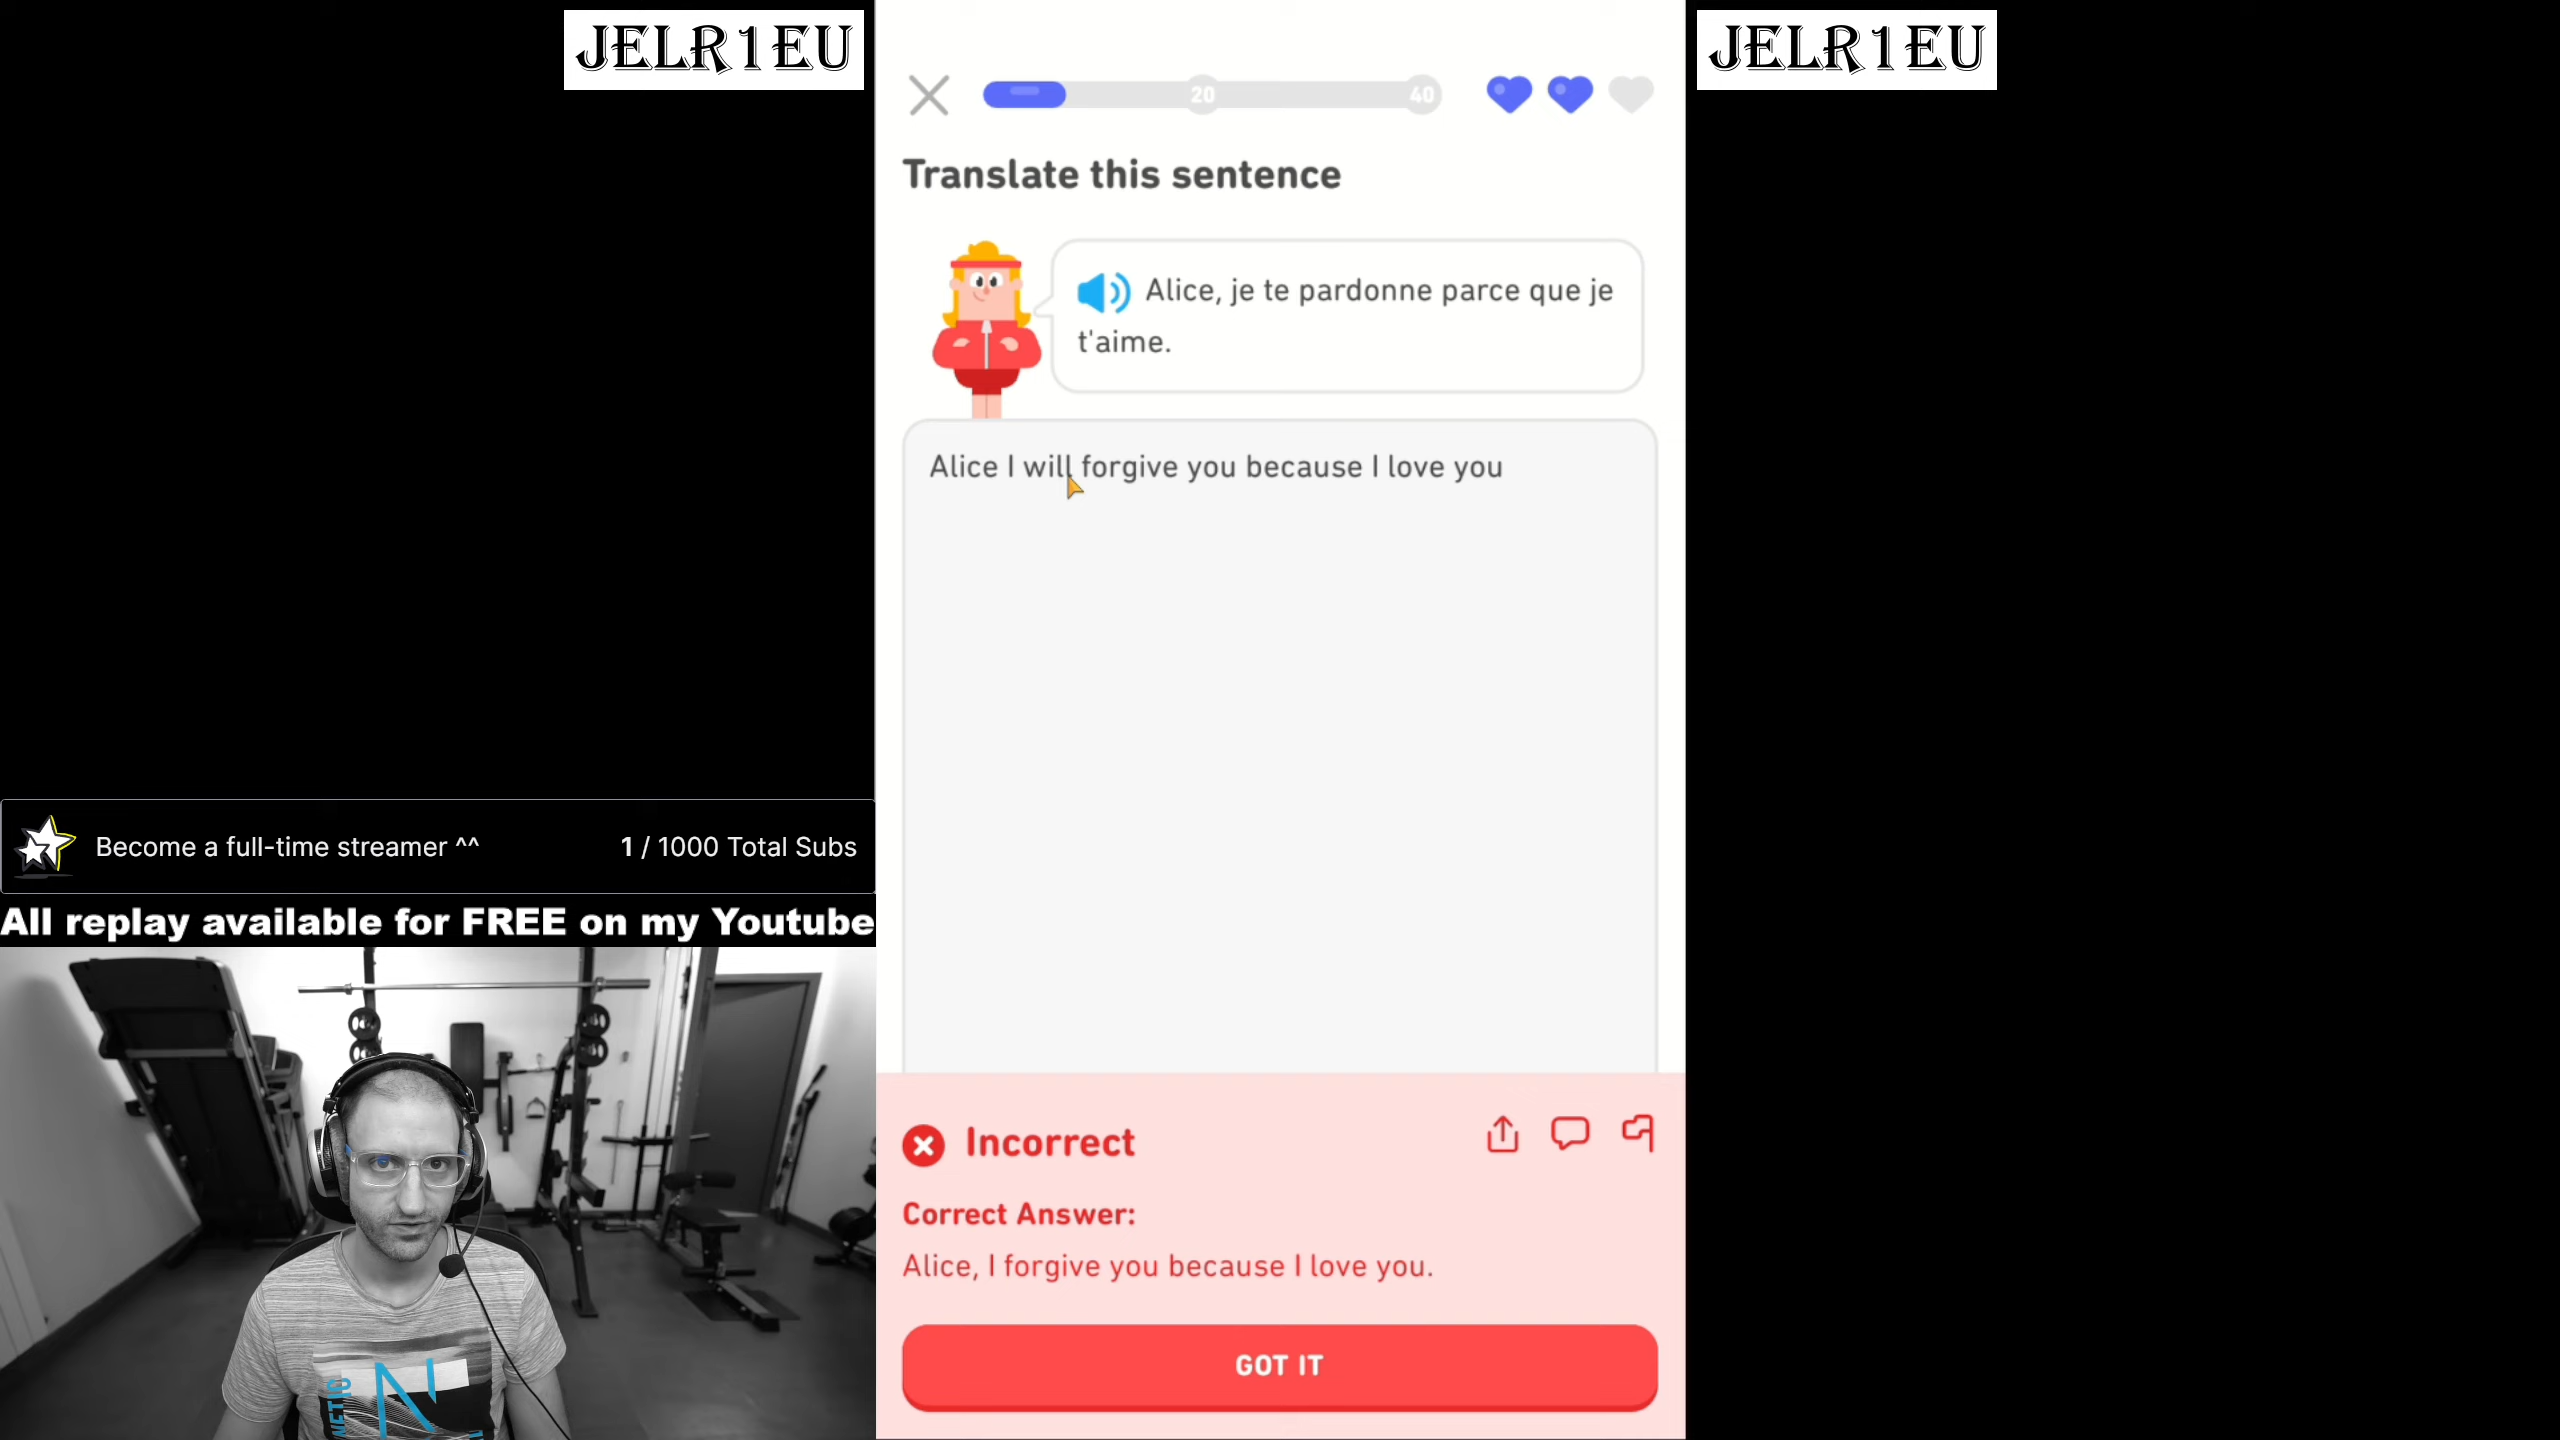 JELR1EU
JELR1EU
20
40
Translate this sentence
Alice, je te pardonne parce que je
t'aime.
Alice I will forgive you because I love you
Become a full-time streamer ^^
1 / 1000 Total Subs
All replay available for FREE on my Youtube
Incorrect
Correct Answer:
Alice, I forgive you because I love you.
GOT IT